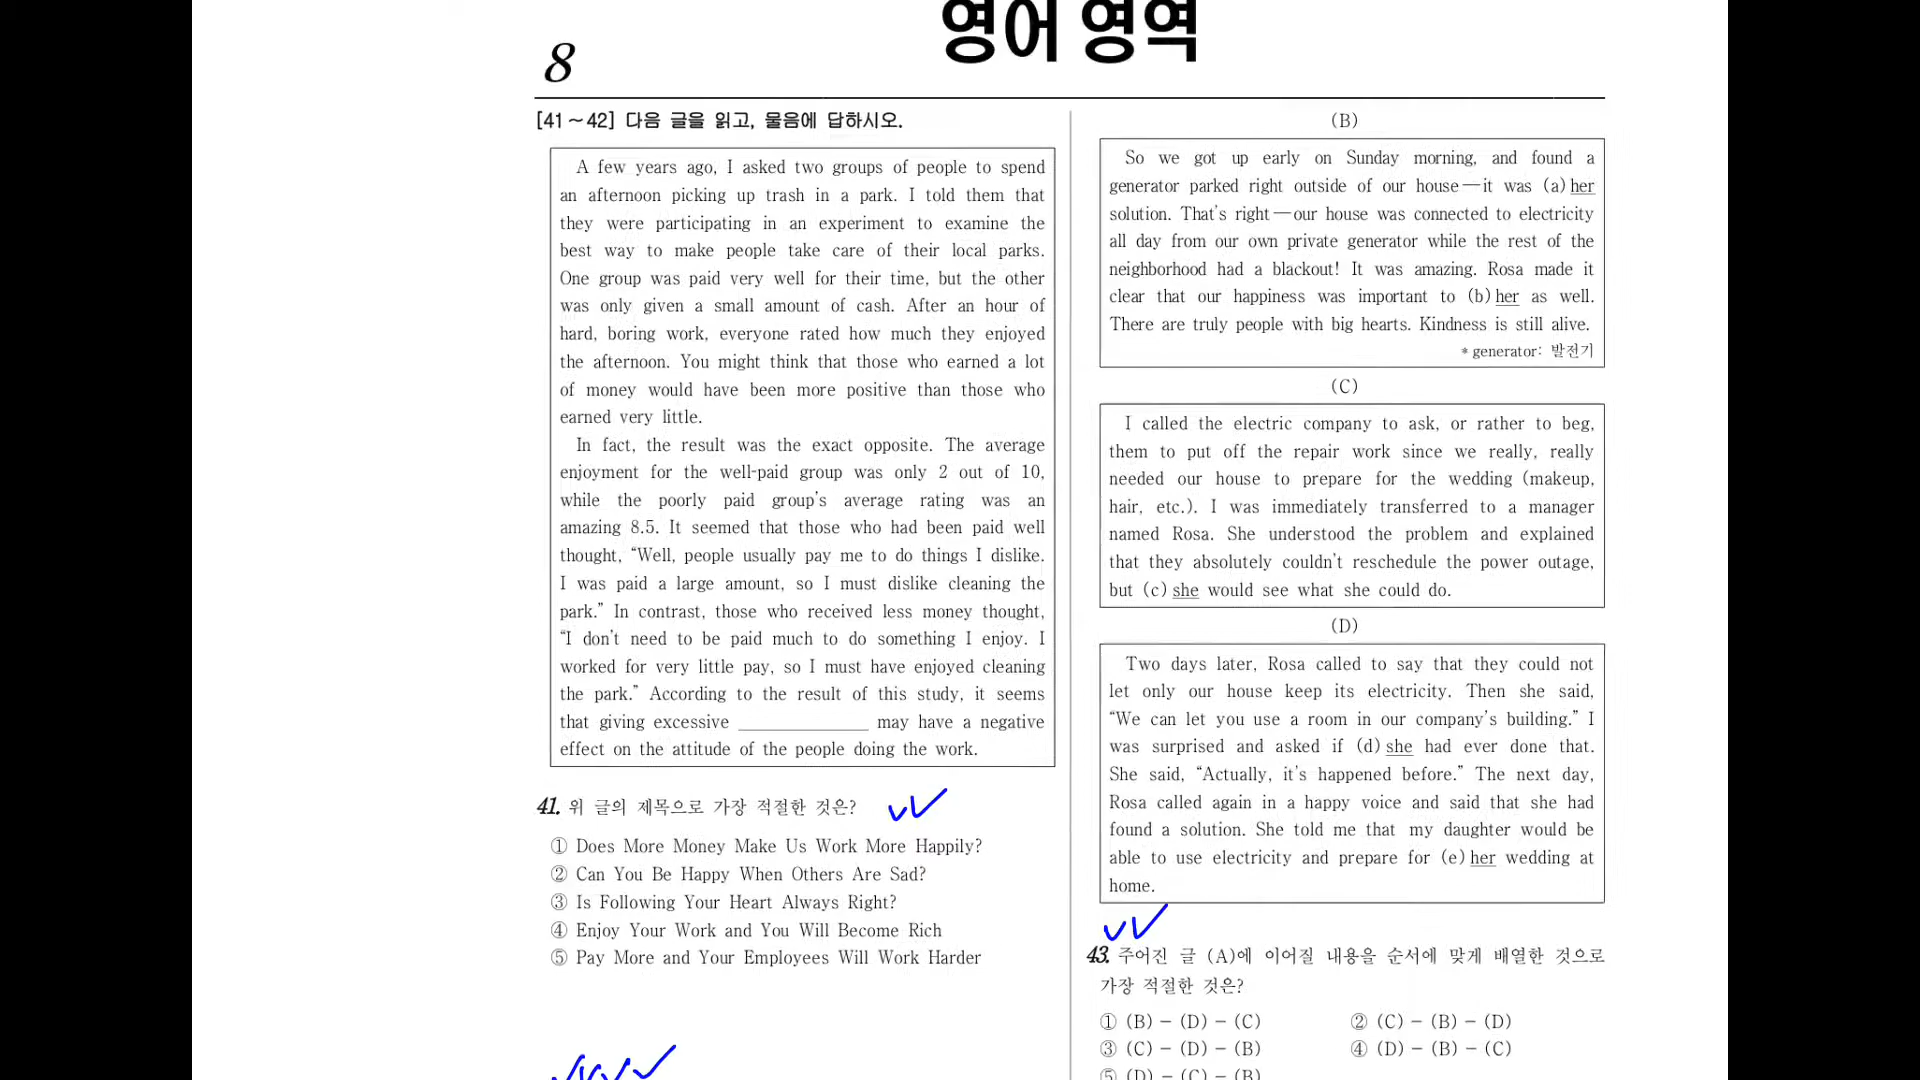 영어 영역
8
[41~42] 다음 글을 읽고, 물음에 답하시오.
A few years ago, I asked two groups of people to spend
an afternoon picking up trash in a park. I told them that
they were participating in an experiment to examine the
best way to make people take care of their local parks.
One group was paid very well for their time, but the other
was only given a small amount of cash. After an hour of
hard, boring work, everyone rated how much they enjoyed
the afternoon. You might think that those who earned a lot
of money would have been more positive than those who
earned very little.
In fact, the result was the exact opposite. The average
enjoyment for the well-paid group was only 2 out of 10,
while the poorly paid group's average rating was an
amazing 8.5. It seemed that those who had been paid well
thought, “Well, people usually pay me to do things I dislike.
I was paid a large amount, so I must dislike cleaning the
park.” In contrast, those who received less money thought,
“I don't need to be paid much to do something I enjoy. I
worked for very little pay, so I must have enjoyed cleaning
the park.” According to the result of this study, it seems
that giving excessive ______________ may have a negative
effect on the attitude of the people doing the work.
41. 위 글의 제목으로 가장 적절한 것은?
① Does More Money Make Us Work More Happily?
② Can You Be Happy When Others Are Sad?
③ Is Following Your Heart Always Right?
④ Enjoy Your Work and You Will Become Rich
⑤ Pay More and Your Employees Will Work Harder
(B)
So we got up early on Sunday morning, and found a
generator parked right outside of our house—it was (a) her
solution. That's right—our house was connected to electricity
all day from our own private generator while the rest of the
neighborhood had a blackout! It was amazing. Rosa made it
clear that our happiness was important to (b) her as well.
There are truly people with big hearts. Kindness is still alive.
* generator: 발전기
(C)
I called the electric company to ask, or rather to beg,
them to put off the repair work since we really, really
needed our house to prepare for the wedding (makeup,
hair, etc.). I was immediately transferred to a manager
named Rosa. She understood the problem and explained
that they absolutely couldn't reschedule the power outage,
but (c) she would see what she could do.
(D)
Two days later, Rosa called to say that they could not
let only our house keep its electricity. Then she said,
“We can let you use a room in our company's building.” I
was surprised and asked if (d) she had ever done that.
She said, “Actually, it's happened before.” The next day,
Rosa called again in a happy voice and said that she had
found a solution. She told me that my daughter would be
able to use electricity and prepare for (e) her wedding at
home.
43. 주어진 글 (A)에 이어질 내용을 순서에 맞게 배열한 것으로
가장 적절한 것은?
① (B) - (D) - (C) ② (C) - (B) - (D)
③ (C) - (D) - (B) ④ (D) - (B) - (C)
⑤ (D) - (C) - (B)